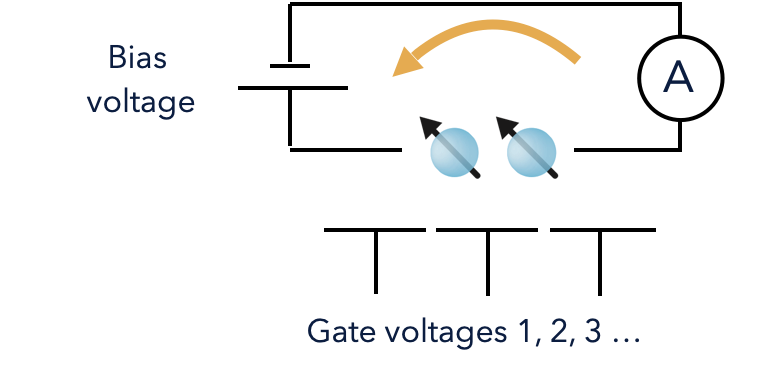 Bias
voltage
A
Gate voltages 1, 2, 3 ...